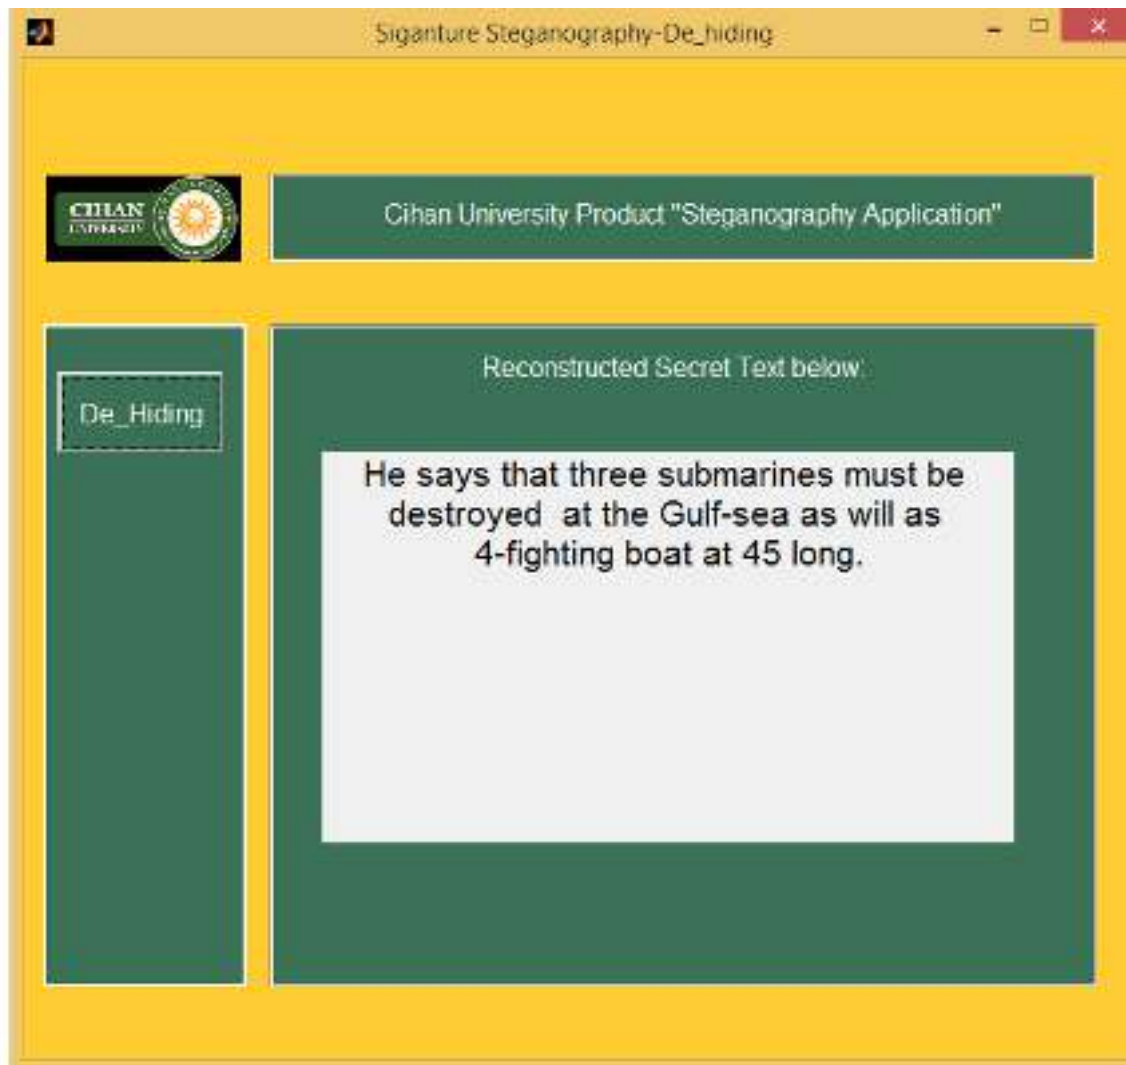 Siganture Steganography-De_hiding
CIHAN
UNIVERSITY
Cihan University Product "Steganography Application"
De_Hiding
Reconstructed Secret Text below:
He says that three submarines must be
destroyed at the Gulf-sea as will as
4-fighting boat at 45 long.